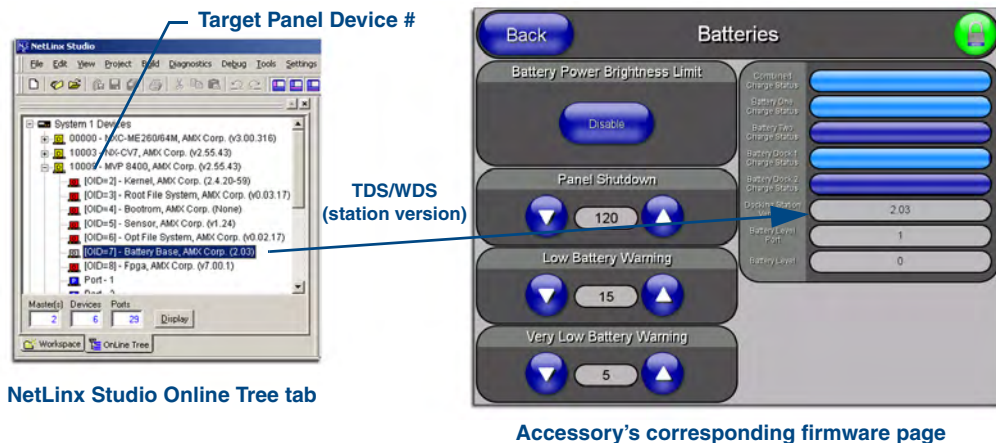 Target Panel Device #
NetLinx Studio
File Edit View Project Build Diagnostics Debug Tools Settings
System 1 Devices
00000 - NXC-ME260/64M, AMX Corp. (v3.00.316)
10003 - NX-CV7, AMX Corp. (v2.55.43)
10005 - MVP 8400, AMX Corp. (v2.55.43)
[OID=2] - Kernel, AMX Corp. (2.4.20-59)
[OID=3] - Root File System, AMX Corp. (v0.03.17)
[OID=4] - Bootrom, AMX Corp. (None)
[OID=5] - Sensor, AMX Corp. (v1.24)
[OID=6] - Opt File System, AMX Corp. (v0.02.17)
[OID=7] - Battery Base, AMX Corp. (2.03)
[OID=8] - Fpga, AMX Corp. (v7.00.1)
Port - 1
Port - 2
Master(s) Devices Ports
2 6 29 Display
Workspace OnLine Tree
NetLinx Studio Online Tree tab
TDS/WDS
(station version)
Back
Batteries
Battery Power Brightness Limit
Disable
Panel Shutdown
120
Low Battery Warning
15
Very Low Battery Warning
5
Combined
Charge Status
Battery One
Charge Status
Battery Two
Charge Status
Battery Dock 1
Charge Status
Battery Dock 2
Charge Status
Docking Station
Version
2.03
Battery Level
Port
1
Battery Level
0
Accessory's corresponding firmware page